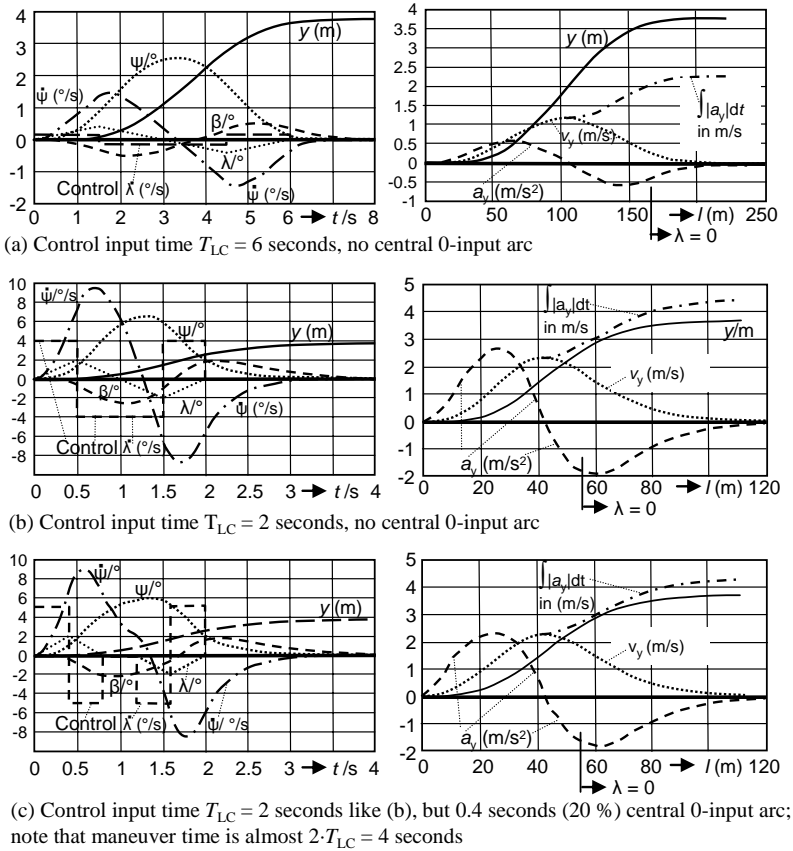 4
3
2
1
0
-1
-2
y (m)
ψ/°
ψ̇ (°/s)
β/°
λ/°
Control λ̇ (°/s)
ψ̇ (°/s)
0 1 2 3 4 5 6 t /s 8
4
3.5
3
2.5
2
1.5
1
0.5
0
-0.5
-1
y (m)
∫|ay|dt
in m/s
vy (m/s)
ay (m/s²)
0 50 100 150 l (m) 250
λ = 0
(a) Control input time TLC = 6 seconds, no central 0-input arc
10
8
6
4
2
0
-2
-4
-6
-8
ψ̇/°/s
ψ/°
y (m)
β/°
λ/°
ψ̇ (°/s)
Control λ̇ (°/s)
0 0.5 1 1.5 2 2.5 3 t /s 4
5
4
3
2
1
0
-1
-2
∫|ay|dt
in m/s
y/m
vy (m/s)
ay (m/s²)
0 20 40 60 80 l (m) 120
λ = 0
(b) Control input time TLC = 2 seconds, no central 0-input arc
10
8
6
4
2
0
-2
-4
-6
-8
ψ̇/°
ψ/°
y (m)
β/°
λ/°
Control λ̇ (°/s)
ψ̇/ °/s
0 0.5 1 1.5 2 2.5 3 t /s 4
5
4
3
2
1
0
-1
-2
∫|ay|dt
in (m/s)
vy (m/s)
ay (m/s²)
0 20 40 60 80 l (m) 120
λ = 0
(c) Control input time TLC = 2 seconds like (b), but 0.4 seconds (20 %) central 0-input arc;
note that maneuver time is almost 2·TLC = 4 seconds